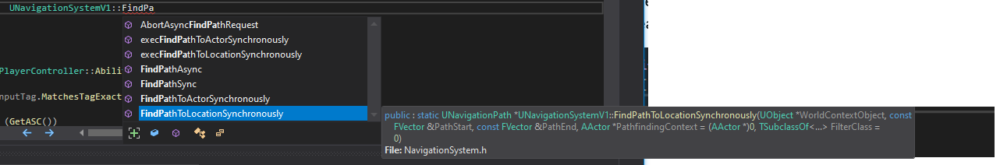 UNavigationSystemV1::FindPa
AbortAsyncFindPathRequest
execFindPathToActorSynchronously
execFindPathToLocationSynchronously
FindPathAsync
FindPathSync
FindPathToActorSynchronously
FindPathToLocationSynchronously
PlayerController::Abili
nputTag.MatchesTagExact
(GetASC())
public : static UNavigationPath *UNavigationSystemV1::FindPathToLocationSynchronously(UObject *WorldContextObject, const
FVector &PathStart, const FVector &PathEnd, AActor *PathfindingContext = (AActor *)0, TSubclassOf<...> FilterClass =
0)
File: NavigationSystem.h